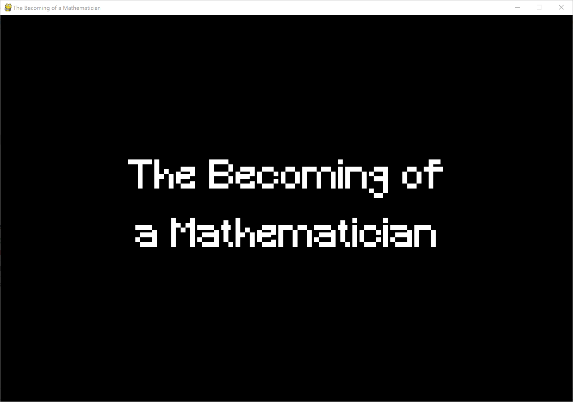 The Becoming of a Mathematician
The Becoming of
a Mathematician